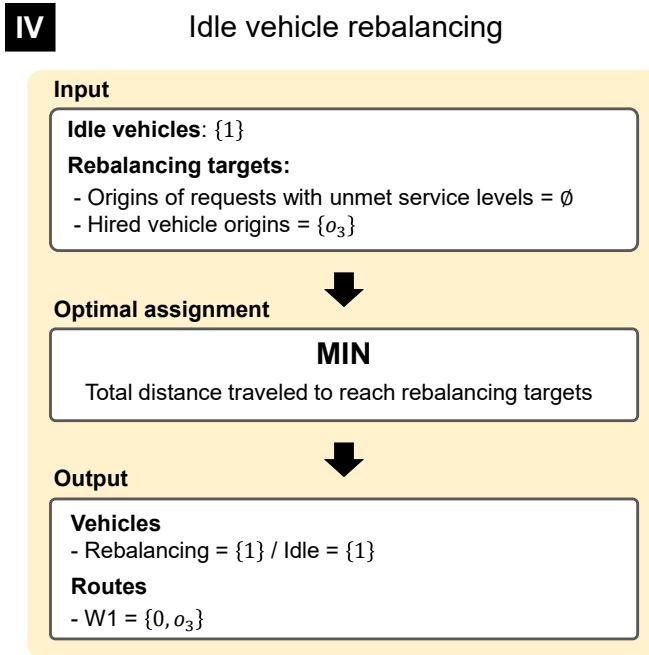 IV
Idle vehicle rebalancing
Input
Idle vehicles: {1}
Rebalancing targets:
- Origins of requests with unmet service levels = ∅
- Hired vehicle origins = {o₃}
Optimal assignment
MIN
Total distance traveled to reach rebalancing targets
Output
Vehicles
- Rebalancing = {1} / Idle = {1}
Routes
- W1 = {0, o₃}